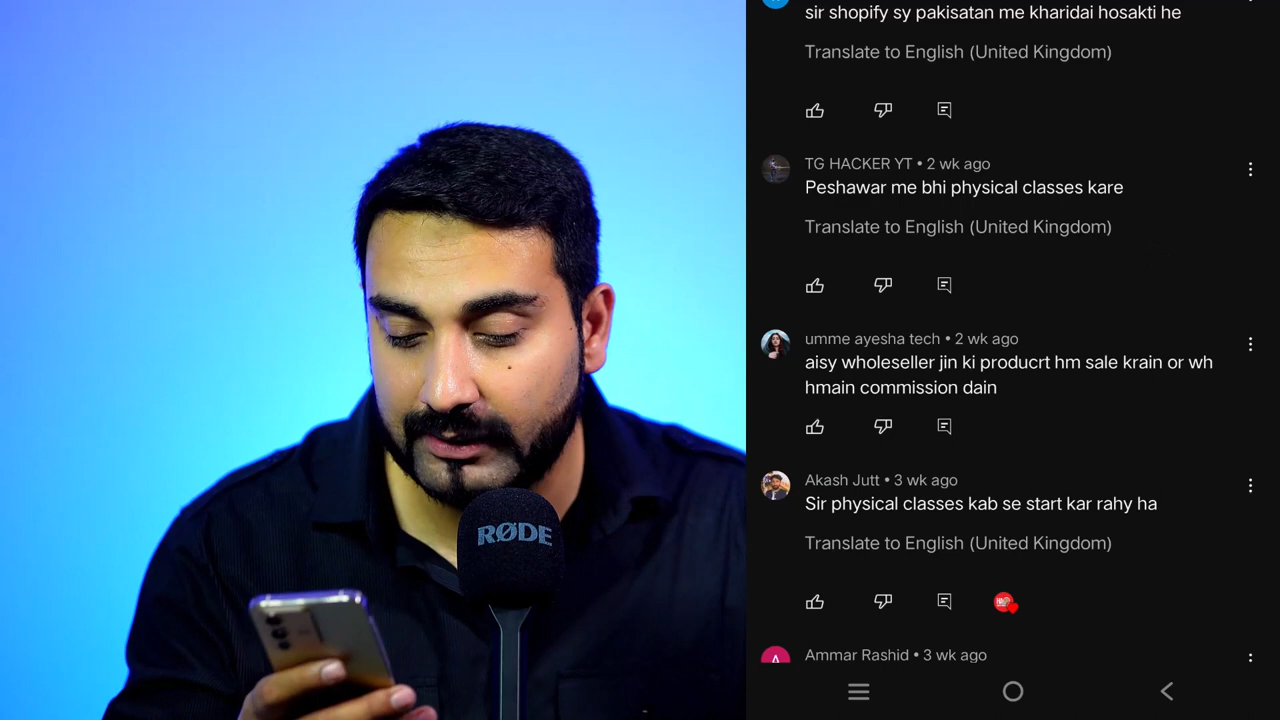 sir shopify sy pakisatan me kharidai hosakti he
Translate to English (United Kingdom)
TG HACKER YT • 2 wk ago
Peshawar me bhi physical classes kare
Translate to English (United Kingdom)
umme ayesha tech • 2 wk ago
aisy wholeseller jin ki producrt hm sale krain or wh
hmain commission dain
Akash Jutt • 3 wk ago
Sir physical classes kab se start kar rahy ha
Translate to English (United Kingdom)
A
Ammar Rashid • 3 wk ago
RØDE